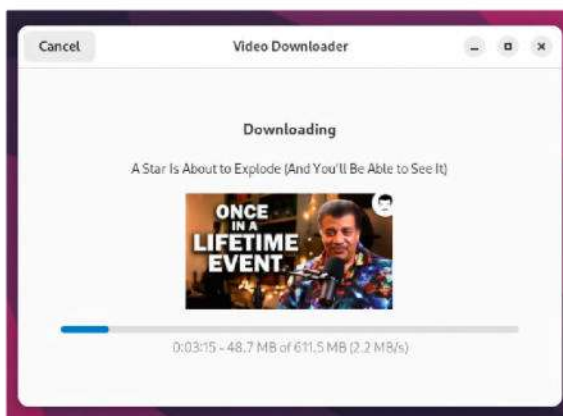 Cancel
Video Downloader
Downloading
A Star Is About to Explode (And You'll Be Able to See It)
ONCE
IN A
LIFETIME
EVENT.
0:03:15 - 48.7 MB of 611.5 MB (2.2 MB/s)